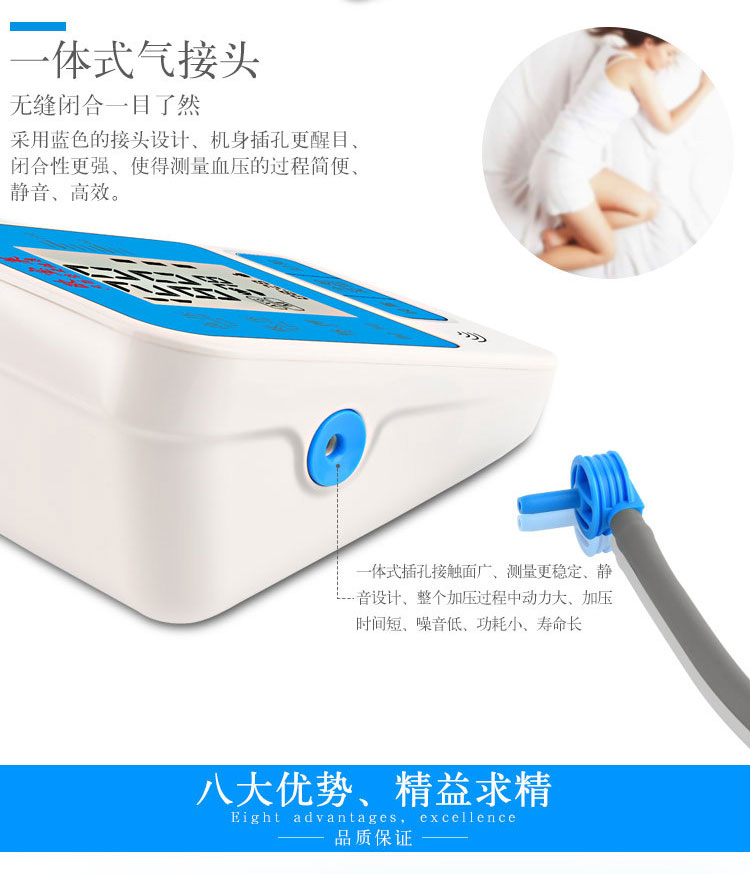 一体式气接头
无缝闭合一目了然
采用蓝色的接头设计、机身插孔更醒目、
闭合性更强、使得测量血压的过程简便、
静音、高效。
一体式插孔接触面广、测量更稳定、静
音设计、整个加压过程中动力大、加压
时间短、噪音低、功耗小、寿命长
八大优势、精益求精
Eight advantages, excellence
品质保证